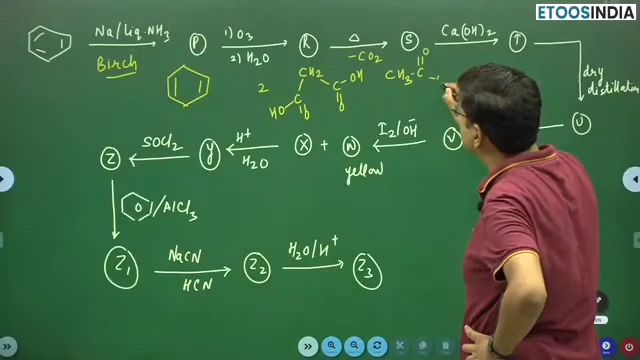 ETOOSINDIA
Na/liq.NH3 1) O3 Δ Ca(OH)2
P R S T
Birch 2) H2O -CO2
dry distillation
2 CH2 C OH O HO C O CH3-C- O
U
SOCl2 H+ I2/OH-
Z Y X + W V
H2O yellow
/AlCl3
NaCN H2O/H+
Z1 Z2 Z3
HCN